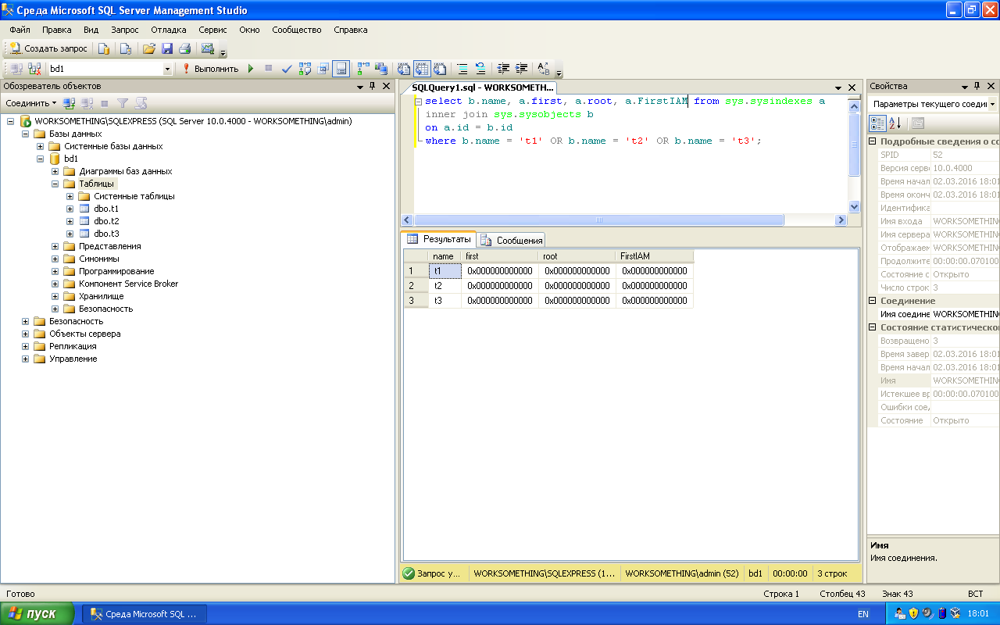 Среда Microsoft SQL Server Management Studio
Файл Правка Вид Запрос Отладка Сервис Окно Сообщество Справка
Создать запрос
bd1 Выполнить
Обозреватель объектов
Соединить
WORKSOMETHING\SQLEXPRESS (SQL Server 10.0.4000 - WORKSOMETHING\admin)
Базы данных
Системные базы данных
bd1
Диаграммы баз данных
Таблицы
Системные таблицы
dbo.t1
dbo.t2
dbo.t3
Представления
Синонимы
Программирование
Компонент Service Broker
Хранилище
Безопасность
Безопасность
Объекты сервера
Репликация
Управление
SQLQuery1.sql - WORKSOMETH...
select b.name, a.first, a.root, a.FirstIAM from sys.sysindexes a
inner join sys.sysobjects b
on a.id = b.id
where b.name = 't1' OR b.name = 't2' OR b.name = 't3';
Результаты Сообщения
name first root FirstIAM
1 t1 0x000000000000 0x000000000000 0x000000000000
2 t2 0x000000000000 0x000000000000 0x000000000000
3 t3 0x000000000000 0x000000000000 0x000000000000
Запрос у... WORKSOMETHING\SQLEXPRESS (1... WORKSOMETHING\admin (52) bd1 00:00:00 3 строк
Свойства
Параметры текущего соеди
Подробные сведения о со
SPID 52
Версия серве 10.0.4000
Время начал 02.03.2016 18:01
Время оконч 02.03.2016 18:01
Идентифика
Имя входа WORKSOMETHING
Имя сервера WORKSOMETHING
Отображаем WORKSOMETHING
Продолжите 00:00:00.070100
Состояние с Открыто
Число строк 3
Соединение
Имя соедине WORKSOMETHING
Состояние статистическо
Возвращено 3
Время завер 02.03.2016 18:01
Время начал 02.03.2016 18:01
Имя WORKSOMETHING
Истекшее вр 00:00:00.070100
Ошибки сое,
Состояние Открыто
Имя
Имя соединения.
Готово Строка 1 Столбец 43 Знак 43 ВСТ
пуск Среда Microsoft SQL ... EN 18:01